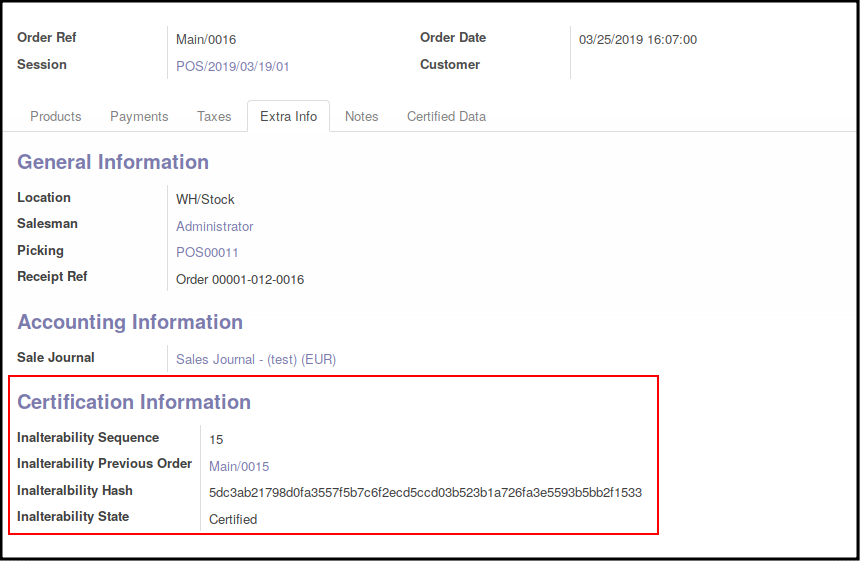 Order Ref Main/0016 Order Date 03/25/2019 16:07:00
Session POS/2019/03/19/01 Customer
Products Payments Taxes Extra Info Notes Certified Data
General Information
Location WH/Stock
Salesman Administrator
Picking POS00011
Receipt Ref Order 00001-012-0016
Accounting Information
Sale Journal Sales Journal - (test) (EUR)
Certification Information
Inalterability Sequence 15
Inalterability Previous Order Main/0015
Inalteralbility Hash 5dc3ab21798d0fa3557f5b7c6f2ecd5ccd03b523b1a726fa3e5593b5bb2f1533
Inalterability State Certified